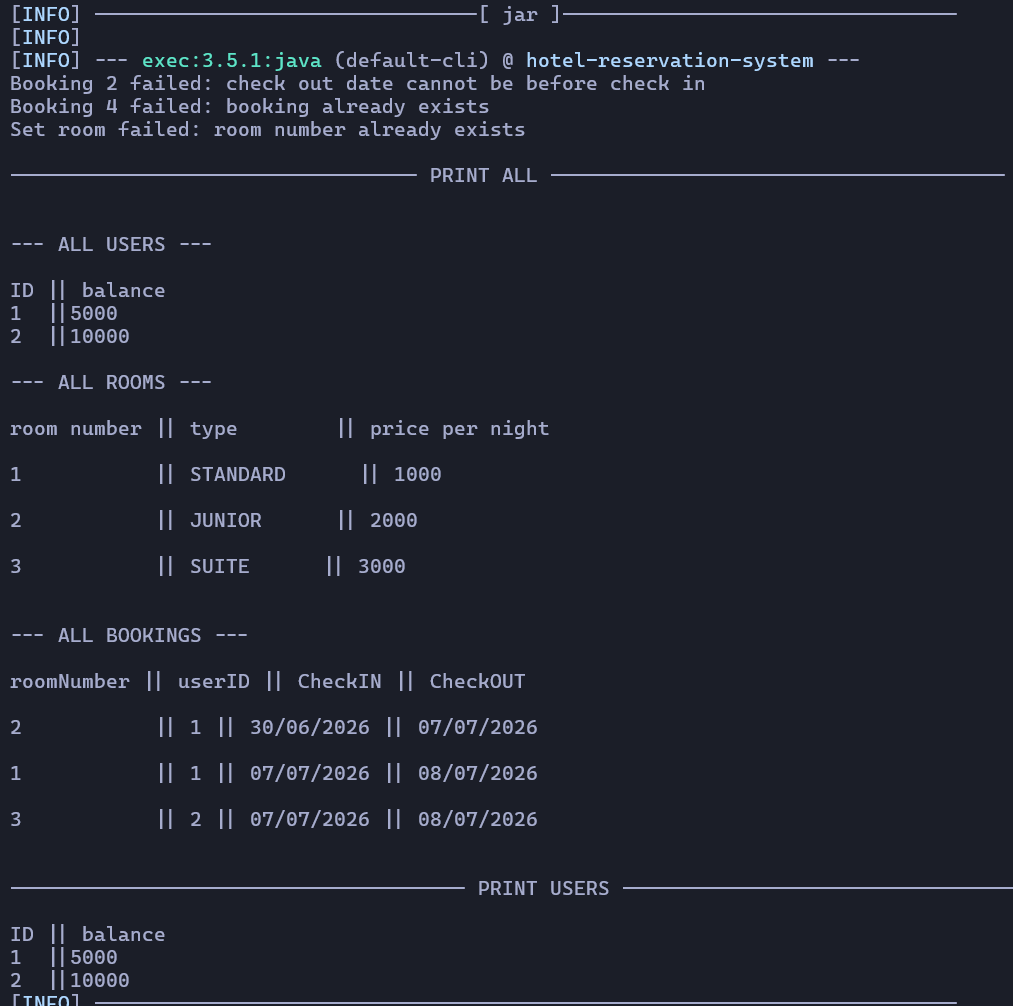 [INFO] ────────────────────────────────[ jar ]─────────────────────────────────
[INFO]
[INFO] --- exec:3.5.1:java (default-cli) @ hotel-reservation-system ---
Booking 2 failed: check out date cannot be before check in
Booking 4 failed: booking already exists
Set room failed: room number already exists
────────────────────────────────── PRINT ALL ──────────────────────────────────────
--- ALL USERS ---
ID || balance
1  ||5000
2  ||10000
--- ALL ROOMS ---
room number || type        || price per night
1           || STANDARD      || 1000
2           || JUNIOR      || 2000
3           || SUITE      || 3000
--- ALL BOOKINGS ---
roomNumber || userID || CheckIN || CheckOUT
2           || 1 || 30/06/2026 || 07/07/2026
1           || 1 || 07/07/2026 || 08/07/2026
3           || 2 || 07/07/2026 || 08/07/2026
────────────────────────────────────── PRINT USERS ─────────────────────────────────
ID || balance
1  ||5000
2  ||10000
[INFO] ────────────────────────────────────────────────────────────────────────